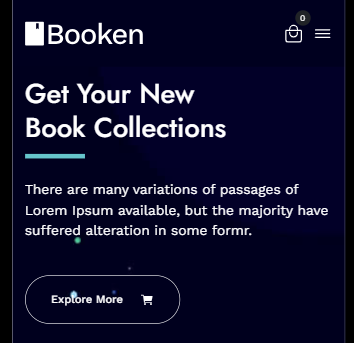 Booken
0
Get Your New
Book Collections
There are many variations of passages of
Lorem Ipsum available, but the majority have
suffered alteration in some formr.
Explore More